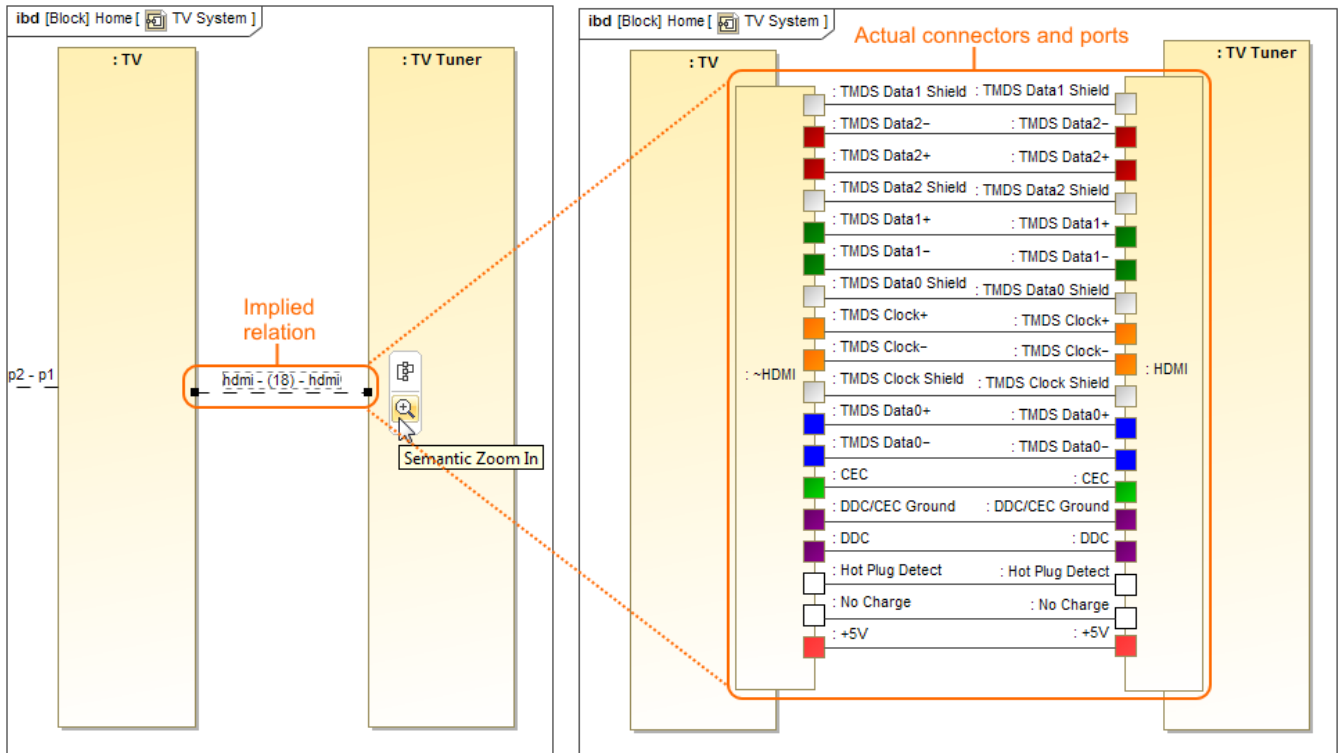 ibd [Block] Home [ TV System ]
: TV
: TV Tuner
Implied
relation
p2 - p1
hdmi - (18) - hdmi
Semantic Zoom In
ibd [Block] Home [ TV System ]
Actual connectors and ports
: TV
: TV Tuner
: TMDS Data1 Shield : TMDS Data1 Shield
: TMDS Data2− : TMDS Data2−
: TMDS Data2+ : TMDS Data2+
: TMDS Data2 Shield : TMDS Data2 Shield
: TMDS Data1+ : TMDS Data1+
: TMDS Data1− : TMDS Data1−
: TMDS Data0 Shield : TMDS Data0 Shield
: TMDS Clock+ : TMDS Clock+
: TMDS Clock− : TMDS Clock−
: ~HDMI
: HDMI
: TMDS Clock Shield : TMDS Clock Shield
: TMDS Data0+ : TMDS Data0+
: TMDS Data0− : TMDS Data0−
: CEC : CEC
: DDC/CEC Ground : DDC/CEC Ground
: DDC : DDC
: Hot Plug Detect : Hot Plug Detect
: No Charge : No Charge
: +5V : +5V